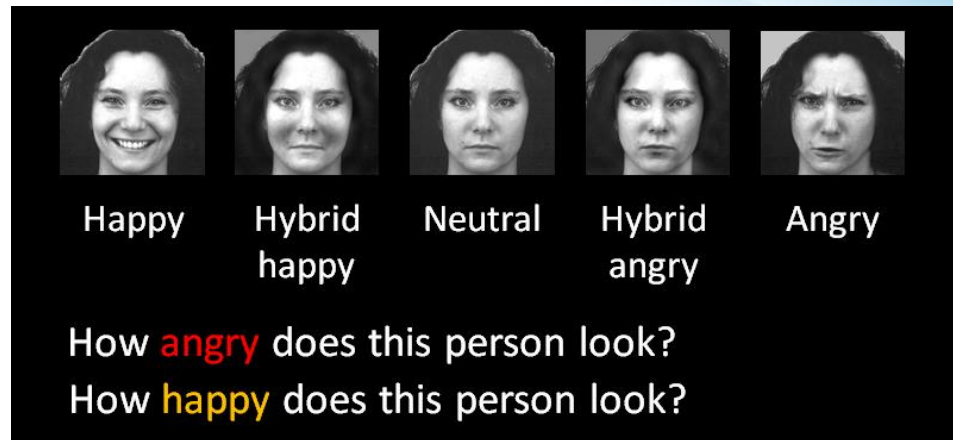 Happy
Hybrid happy
Neutral
Hybrid angry
Angry
How angry does this person look?
How happy does this person look?